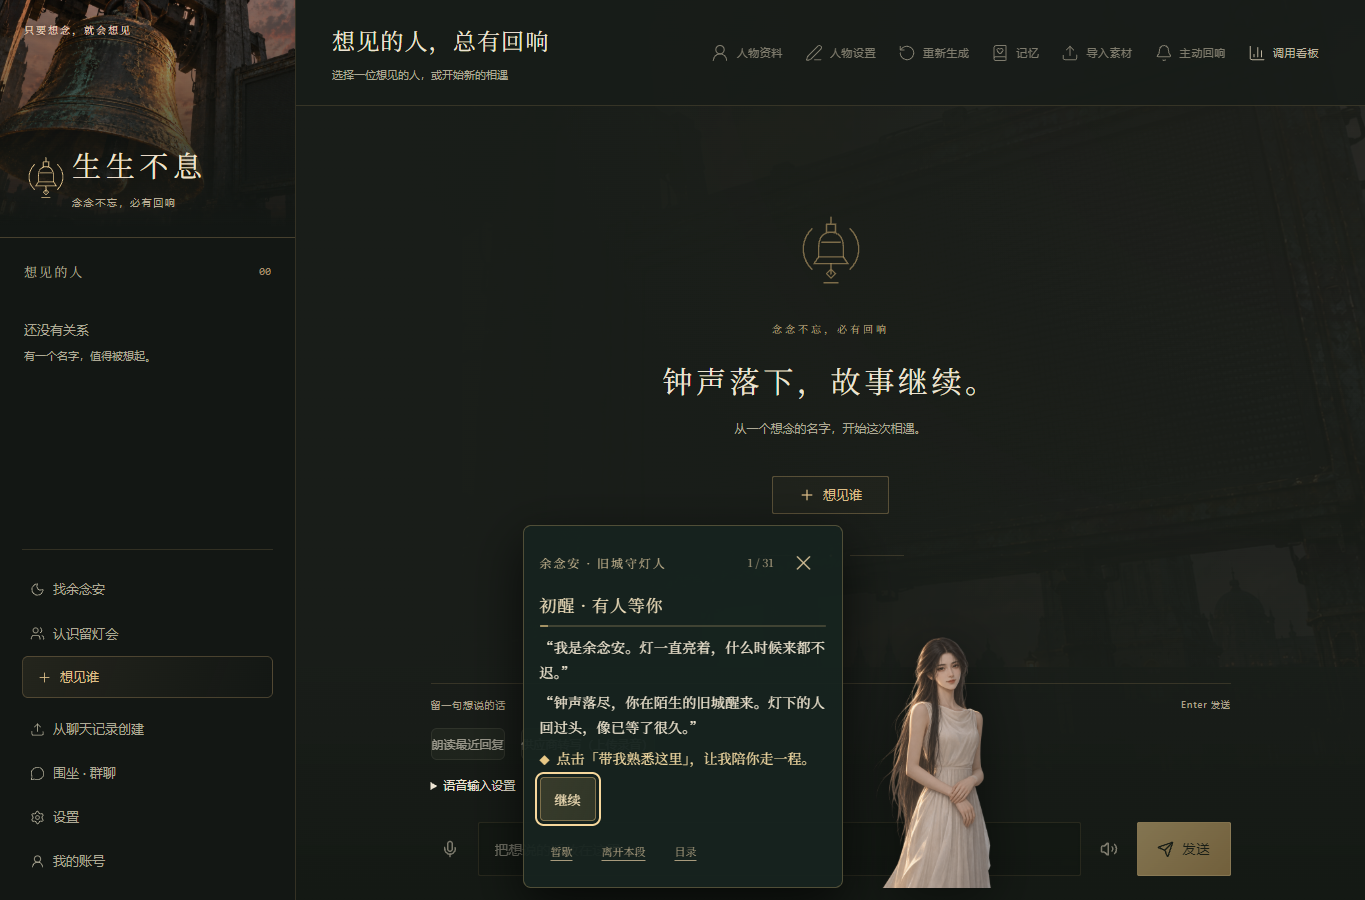 只要想念，就会想见
生生不息
念念不忘，必有回响
想见的人
00
还没有关系
有一个名字，值得被想起。
找余念安
认识留灯会
想见谁
从聊天记录创建
围坐·群聊
设置
我的账号
想见的人，总有回响
选择一位想见的人，或开始新的相遇
人物资料
人物设置
重新生成
记忆
导入素材
主动回响
调用看板
念念不忘，必有回响
钟声落下，故事继续。
从一个想念的名字，开始这次相遇。
想见谁
余念安 · 旧城守灯人
1 / 31
初醒 · 有人等你
“我是余念安。灯一直亮着，什么时候来都不
迟。”
“钟声落尽，你在陌生的旧城醒来。灯下的人
回过头，像已等了很久。”
◆ 点击「带我熟悉这里」，让我陪你走一程。
继续
暂歇
离开本段
目录
留一句想说的话
Enter 发送
朗读最近回复
语音输入设置
把想
发送